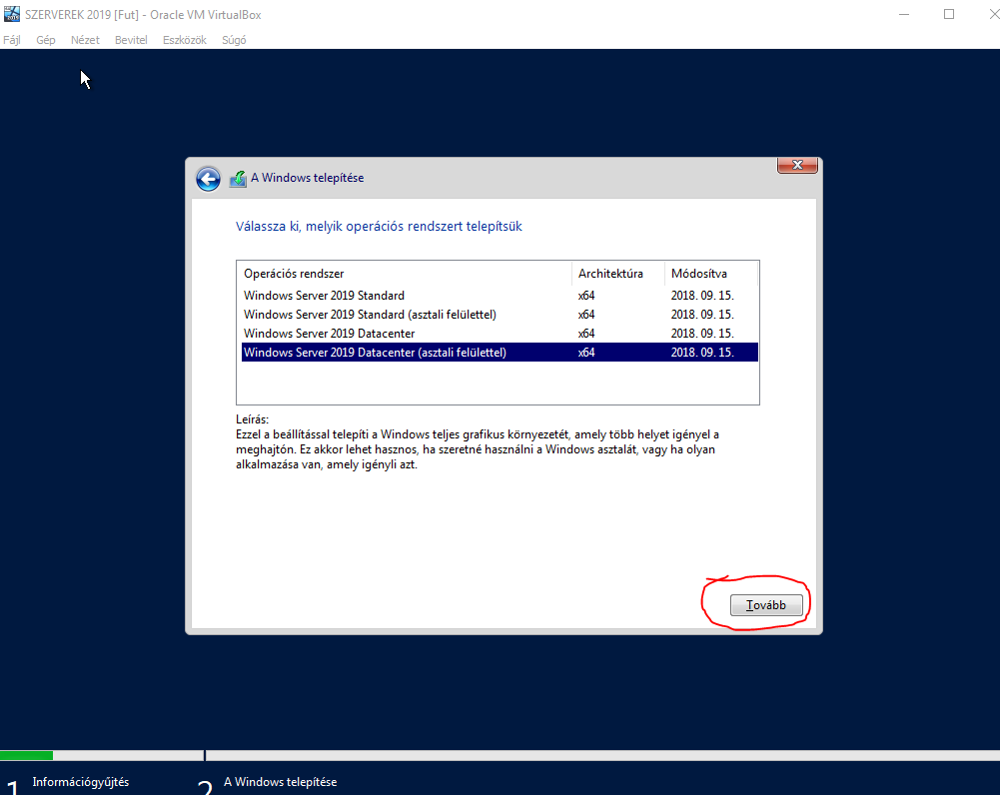 SZERVEREK 2019 [Fut] - Oracle VM VirtualBox
Fájl Gép Nézet Bevitel Eszközök Súgó
A Windows telepítése
Válassza ki, melyik operációs rendszert telepítsük
Operációs rendszer Architektúra Módosítva
Windows Server 2019 Standard x64 2018. 09. 15.
Windows Server 2019 Standard (asztali felülettel) x64 2018. 09. 15.
Windows Server 2019 Datacenter x64 2018. 09. 15.
Windows Server 2019 Datacenter (asztali felülettel) x64 2018. 09. 15.
Leírás:
Ezzel a beállítással telepíti a Windows teljes grafikus környezetét, amely több helyet igényel a
meghajtón. Ez akkor lehet hasznos, ha szeretné használni a Windows asztalát, vagy ha olyan
alkalmazása van, amely igényli azt.
Tovább
1 Információgyűjtés 2 A Windows telepítése